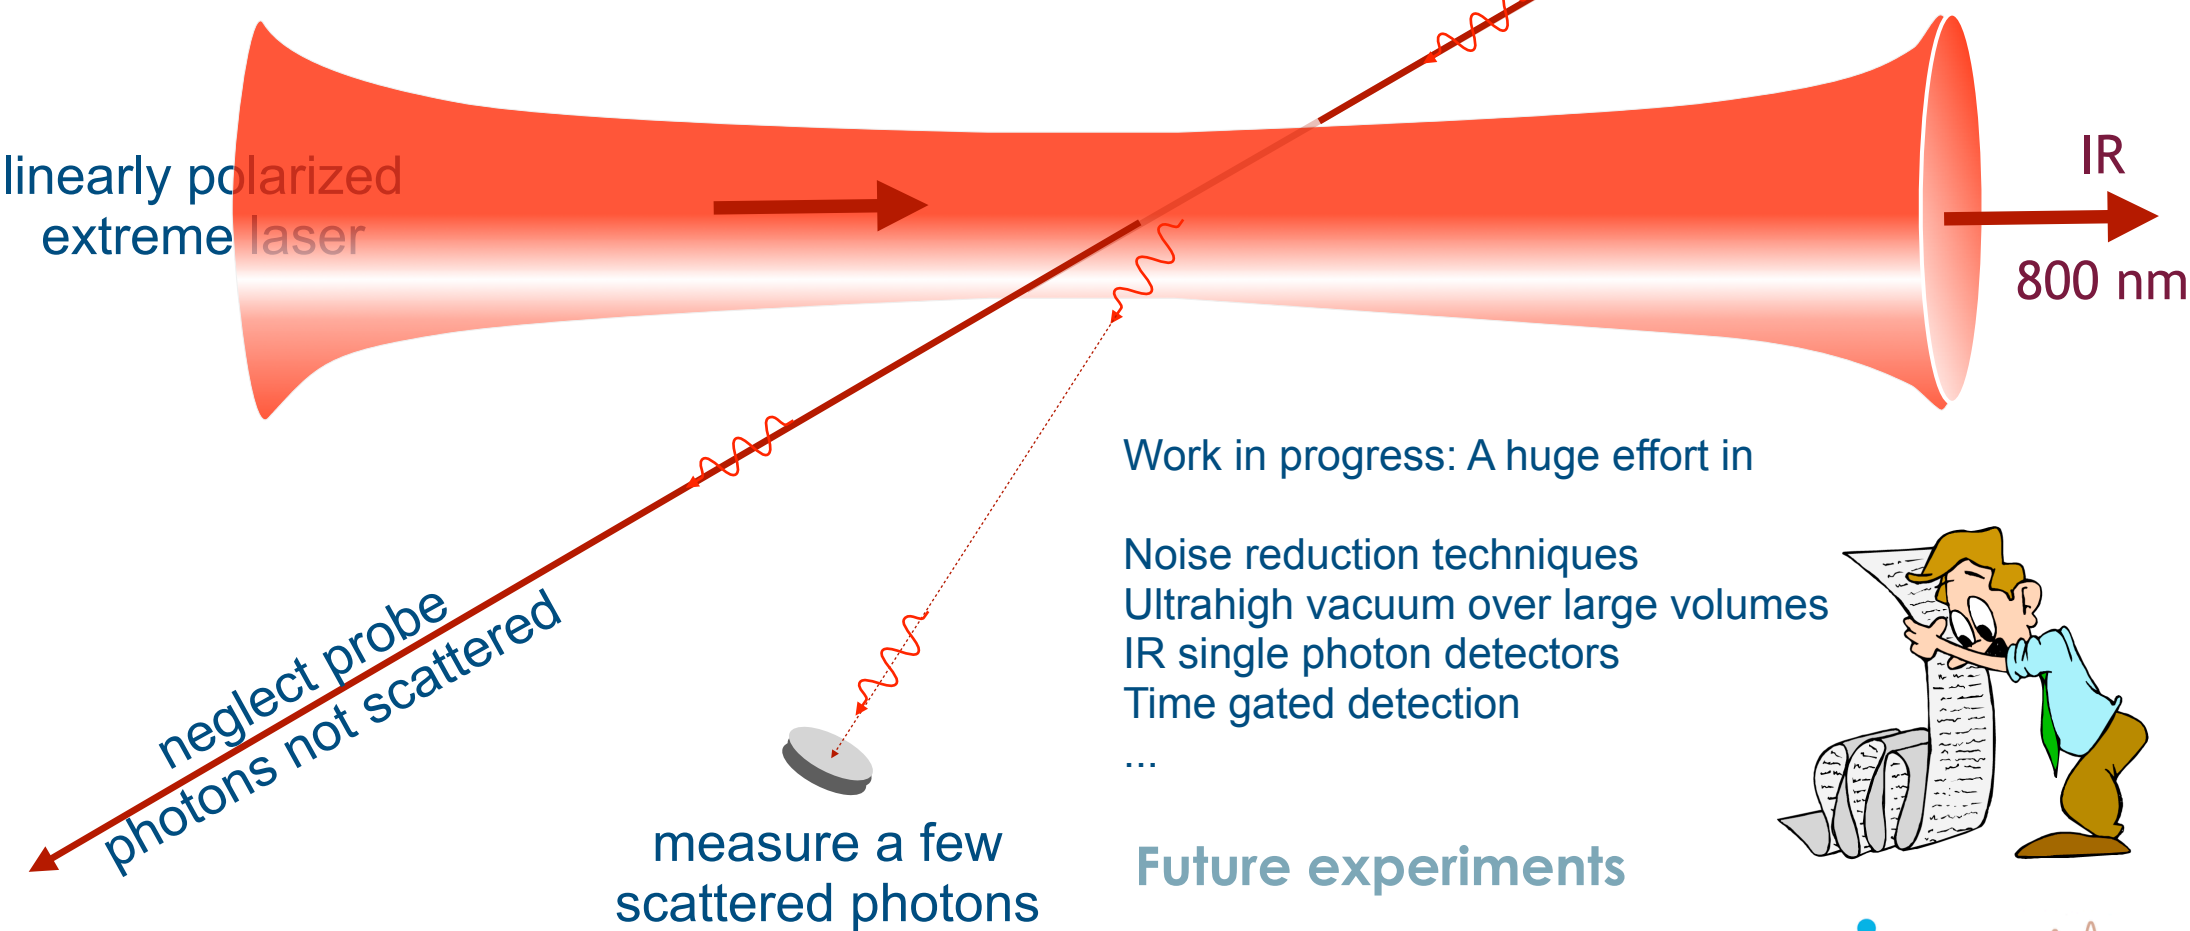 linearly polarized
extreme laser
IR
800 nm
Work in progress: A huge effort in
Noise reduction techniques
Ultrahigh vacuum over large volumes
IR single photon detectors
Time gated detection
...
neglect probe
photons not scattered
measure a few
scattered photons
Future experiments